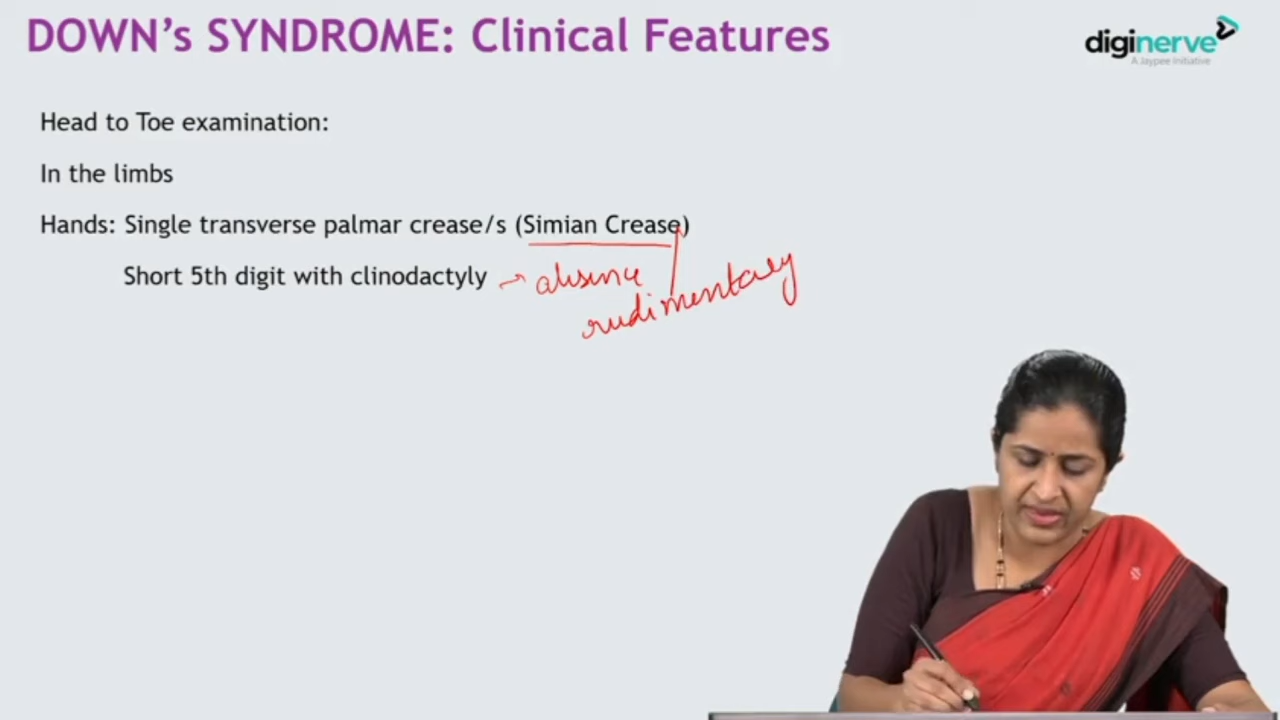 DOWN's SYNDROME: Clinical Features
diginerve
A Jaypee Initiative
Head to Toe examination:
In the limbs
Hands: Single transverse palmar crease/s (Simian Crease)
Short 5th digit with clinodactyly → absence /
rudimentary